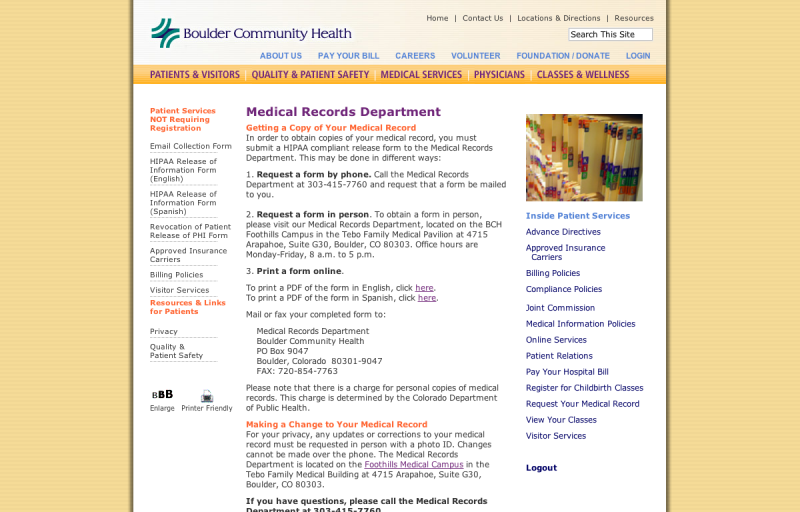 Home | Contact Us | Locations & Directions | Resources
Boulder Community Health
Search This Site
ABOUT US PAY YOUR BILL CAREERS VOLUNTEER FOUNDATION / DONATE LOGIN
PATIENTS & VISITORS | QUALITY & PATIENT SAFETY | MEDICAL SERVICES | PHYSICIANS | CLASSES & WELLNESS
Patient Services
NOT Requiring
Registration
Email Collection Form
HIPAA Release of
Information Form
(English)
HIPAA Release of
Information Form
(Spanish)
Revocation of Patient
Release of PHI Form
Approved Insurance
Carriers
Billing Policies
Visitor Services
Resources & Links
for Patients
Privacy
Quality &
Patient Safety
BBB
Enlarge Printer Friendly
Medical Records Department
Getting a Copy of Your Medical Record
In order to obtain copies of your medical record, you must
submit a HIPAA compliant release form to the Medical Records
Department. This may be done in different ways:
1. Request a form by phone. Call the Medical Records
Department at 303-415-7760 and request that a form be mailed
to you.
2. Request a form in person. To obtain a form in person,
please visit our Medical Records Department, located on the BCH
Foothills Campus in the Tebo Family Medical Pavilion at 4715
Arapahoe, Suite G30, Boulder, CO 80303. Office hours are
Monday-Friday, 8 a.m. to 5 p.m.
3. Print a form online.
To print a PDF of the form in English, click here.
To print a PDF of the form in Spanish, click here.
Mail or fax your completed form to:
Medical Records Department
Boulder Community Health
PO Box 9047
Boulder, Colorado 80301-9047
FAX: 720-854-7763
Please note that there is a charge for personal copies of medical
records. This charge is determined by the Colorado Department
of Public Health.
Making a Change to Your Medical Record
For your privacy, any updates or corrections to your medical
record must be requested in person with a photo ID. Changes
cannot be made over the phone. The Medical Records
Department is located on the Foothills Medical Campus in the
Tebo Family Medical Building at 4715 Arapahoe, Suite G30,
Boulder, CO 80303.
If you have questions, please call the Medical Records
Department at 303-415-7760
Inside Patient Services
Advance Directives
Approved Insurance
Carriers
Billing Policies
Compliance Policies
Joint Commission
Medical Information Policies
Online Services
Patient Relations
Pay Your Hospital Bill
Register for Childbirth Classes
Request Your Medical Record
View Your Classes
Visitor Services
Logout